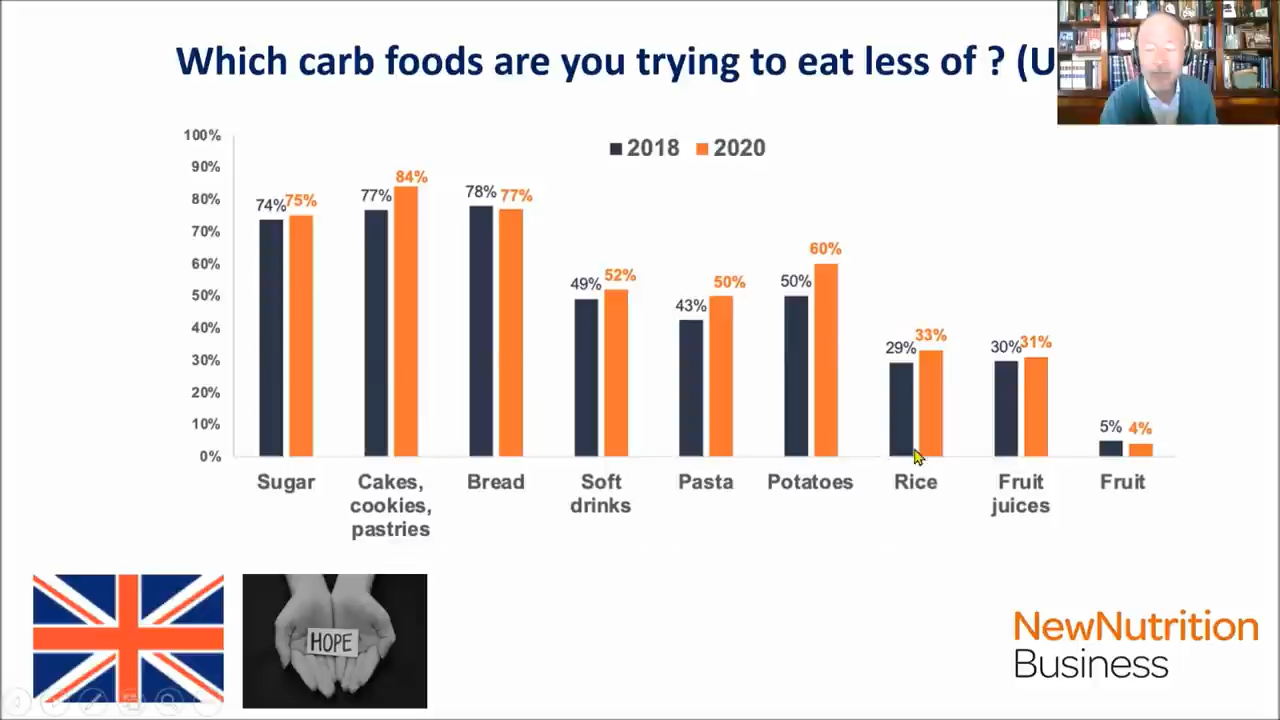 Which carb foods are you trying to eat less of ? (U
2018 2020
100%
90%
80%
70%
60%
50%
40%
30%
20%
10%
0%
74% 75%
77% 84%
78% 77%
49% 52%
43% 50%
50% 60%
29% 33%
30% 31%
5% 4%
Sugar
Cakes, cookies, pastries
Bread
Soft drinks
Pasta
Potatoes
Rice
Fruit juices
Fruit
HOPE
NewNutrition
Business